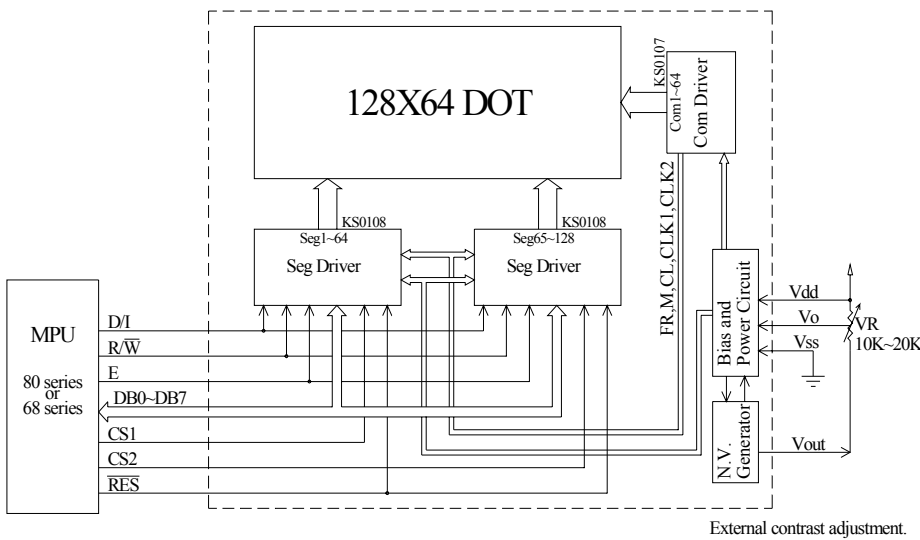 128X64 DOT
KS0107
Com1~64
Com Driver
KS0108
Seg1~64
Seg Driver
KS0108
Seg65~128
Seg Driver
FR,M,CL,CLK1,CLK2
MPU
80 series
or
68 series
D/I
R/W̅
E
DB0~DB7
CS1
CS2
R̅E̅S̅
Bias and
Power Circuit
Vdd
Vo
Vss
VR
10K~20K
N.V.
Generator
Vout
External contrast adjustment.